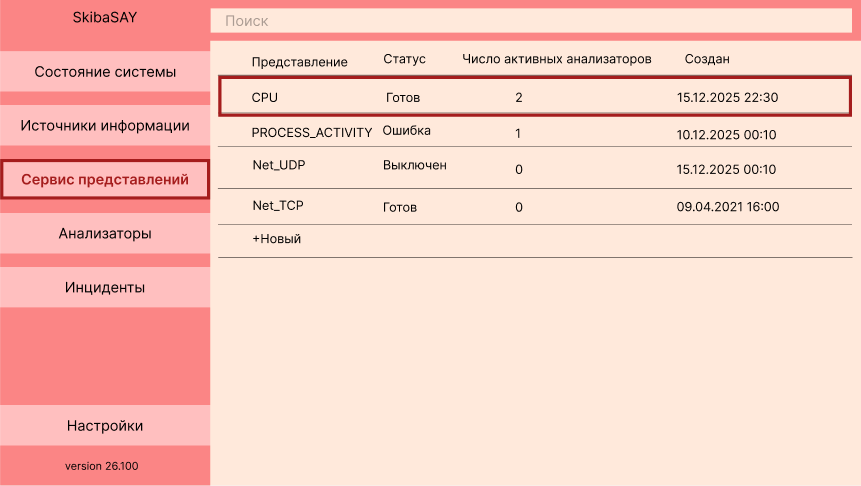 SkibaSAY
Поиск
Состояние системы
Источники информации
Сервис представлений
Анализаторы
Инциденты
Настройки
version 26.100
Представление Статус Число активных анализаторов Создан
CPU Готов 2 15.12.2025 22:30
PROCESS_ACTIVITY Ошибка 1 10.12.2025 00:10
Net_UDP Выключен 0 15.12.2025 00:10
Net_TCP Готов 0 09.04.2021 16:00
+Новый